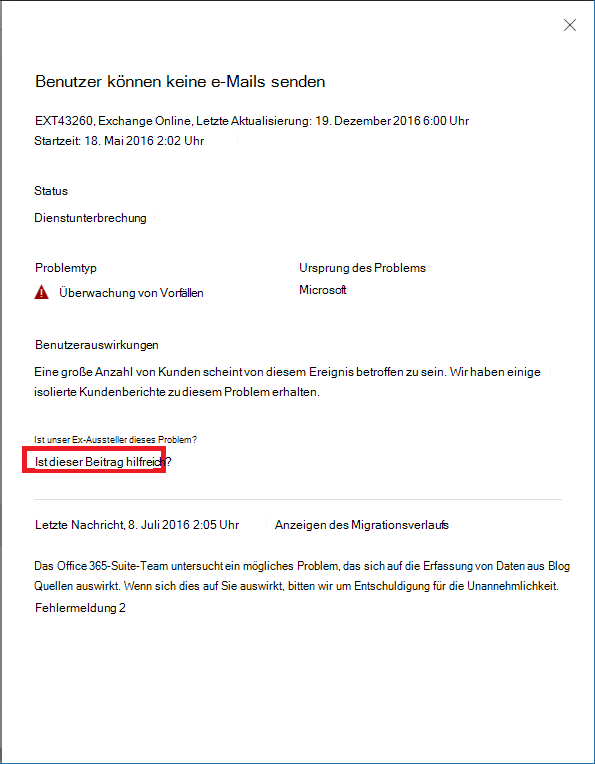 Benutzer können keine e-Mails senden
EXT43260, Exchange Online, Letzte Aktualisierung: 19. Dezember 2016 6:00 Uhr
Startzeit: 18. Mai 2016 2:02 Uhr
Status
Dienstunterbrechung
Problemtyp
Ursprung des Problems
Überwachung von Vorfällen
Microsoft
Benutzerauswirkungen
Eine große Anzahl von Kunden scheint von diesem Ereignis betroffen zu sein. Wir haben einige
isolierte Kundenberichte zu diesem Problem erhalten.
Ist unser Ex-Aussteller dieses Problem?
Ist dieser Beitrag hilfreich?
Letzte Nachricht, 8. Juli 2016 2:05 Uhr
Anzeigen des Migrationsverlaufs
Das Office 365-Suite-Team untersucht ein mögliches Problem, das sich auf die Erfassung von Daten aus Blog
Quellen auswirkt. Wenn sich dies auf Sie auswirkt, bitten wir um Entschuldigung für die Unannehmlichkeit.
Fehlermeldung 2